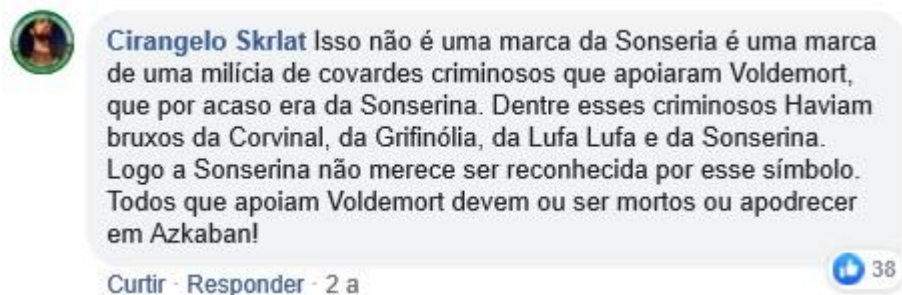 Cirangelo Skrlat Isso não é uma marca da Sonseria é uma marca
de uma milícia de covardes criminosos que apoiaram Voldemort,
que por acaso era da Sonserina. Dentre esses criminosos Haviam
bruxos da Corvinal, da Grifinólia, da Lufa Lufa e da Sonserina.
Logo a Sonserina não merece ser reconhecida por esse símbolo.
Todos que apoiam Voldemort devem ou ser mortos ou apodrecer
em Azkaban!
38
Curtir · Responder · 2 a